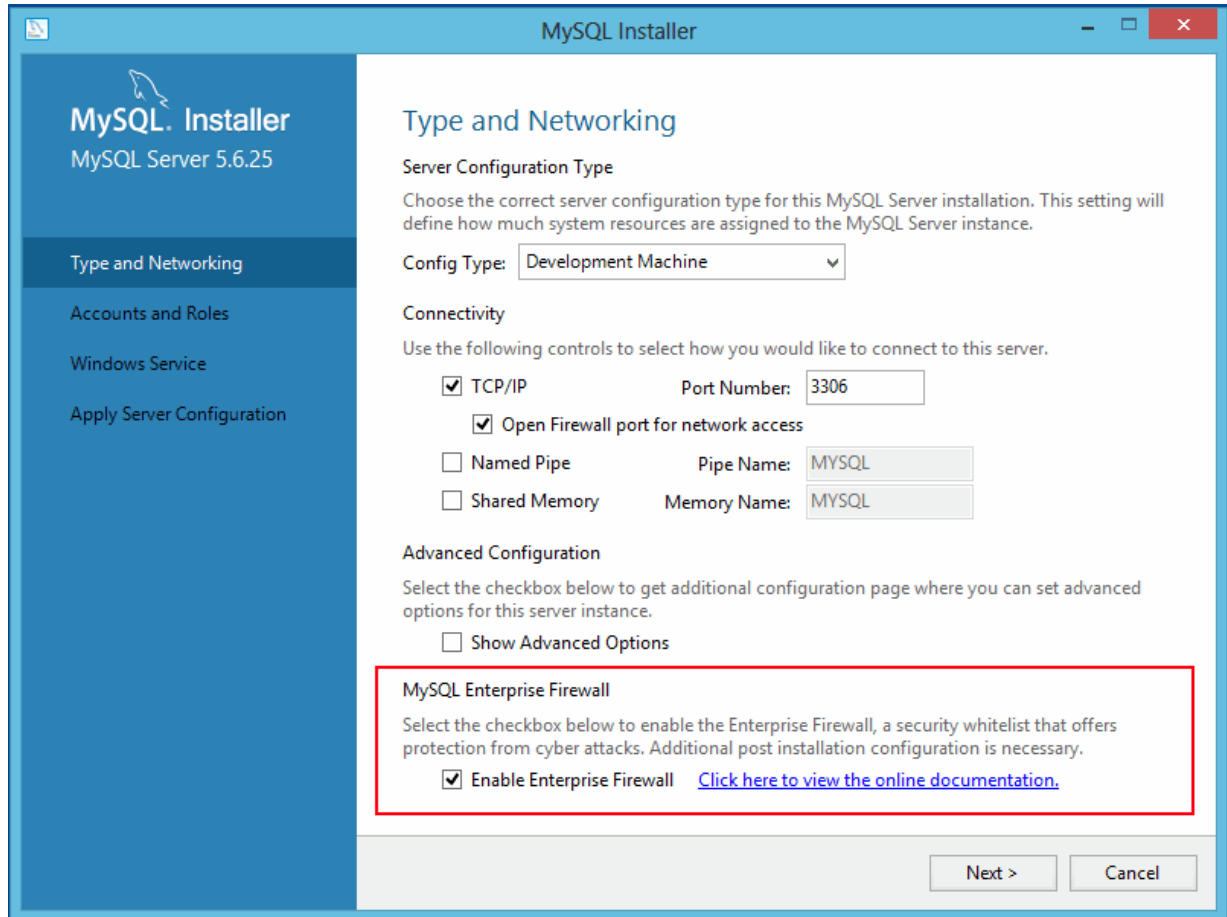 MySQL Installer
MySQL. Installer
MySQL Server 5.6.25
Type and Networking
Accounts and Roles
Windows Service
Apply Server Configuration
Type and Networking
Server Configuration Type
Choose the correct server configuration type for this MySQL Server installation. This setting will
define how much system resources are assigned to the MySQL Server instance.
Config Type: Development Machine
Connectivity
Use the following controls to select how you would like to connect to this server.
TCP/IP Port Number: 3306
Open Firewall port for network access
Named Pipe Pipe Name: MYSQL
Shared Memory Memory Name: MYSQL
Advanced Configuration
Select the checkbox below to get additional configuration page where you can set advanced
options for this server instance.
Show Advanced Options
MySQL Enterprise Firewall
Select the checkbox below to enable the Enterprise Firewall, a security whitelist that offers
protection from cyber attacks. Additional post installation configuration is necessary.
Enable Enterprise Firewall Click here to view the online documentation.
Next > Cancel